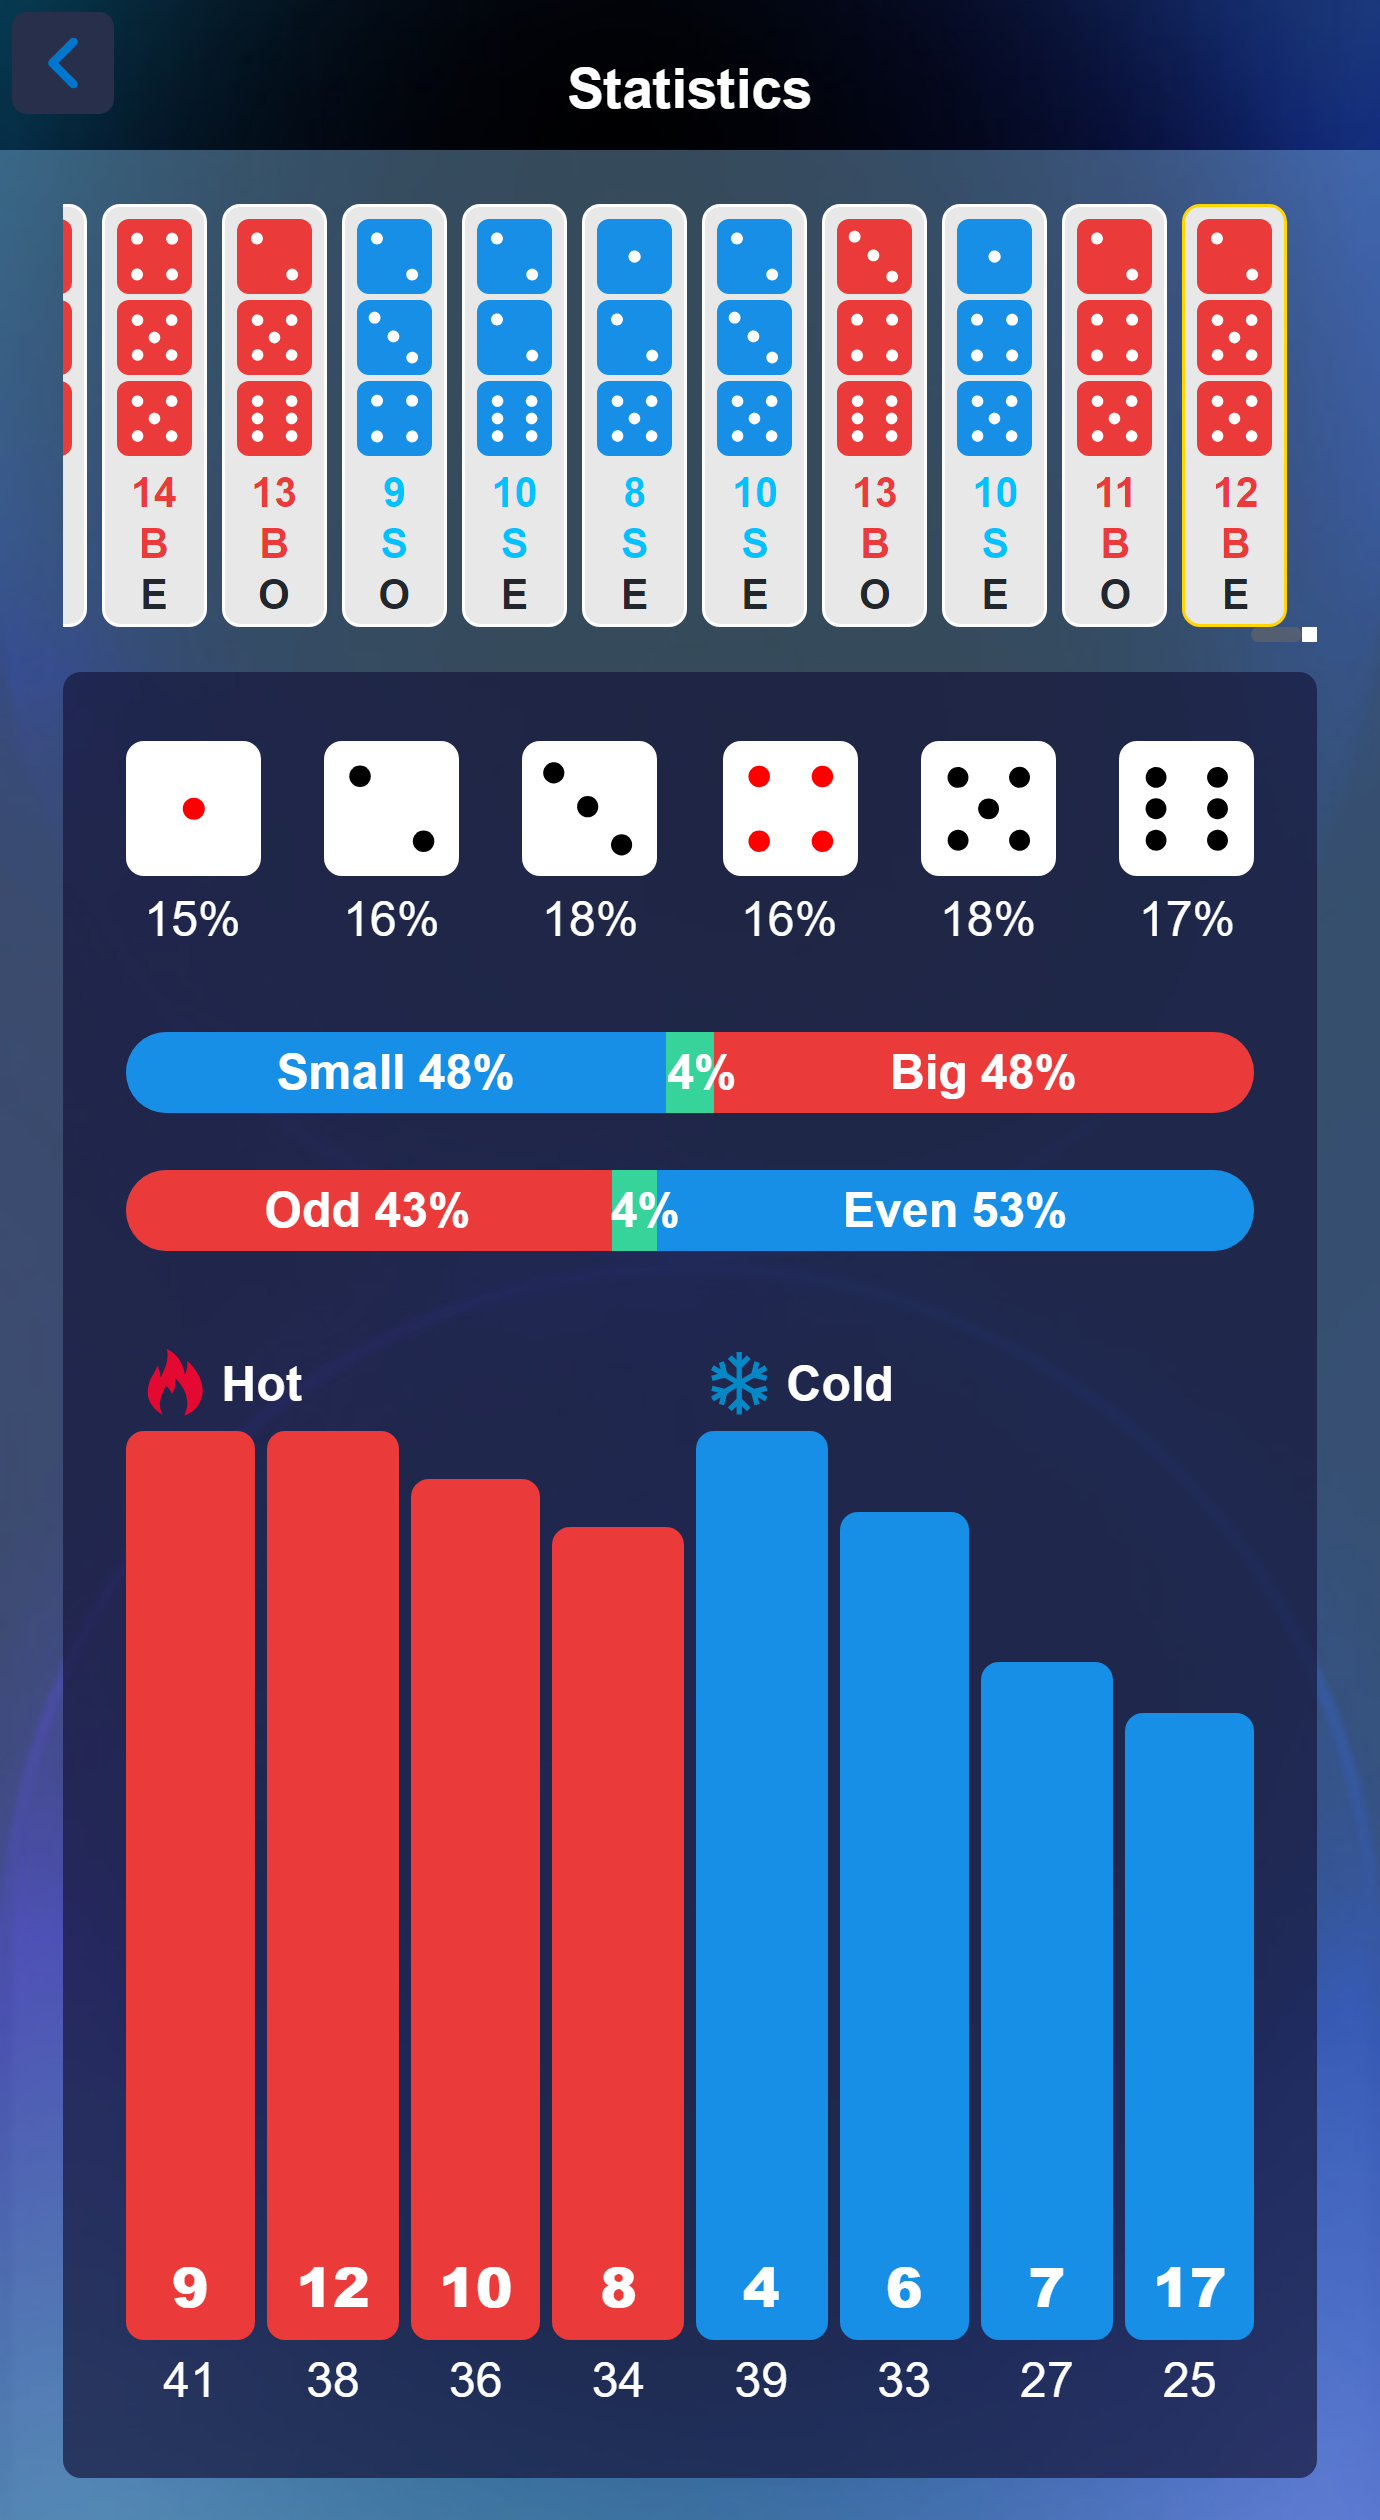 Statistics
14 13 9 10 8 10 13 10 11 12
B B S S S S B S B B
E O O E E E O E O E
15% 16% 18% 16% 18% 17%
Small 48% 4% Big 48%
Odd 43% 4% Even 53%
Hot Cold
9 12 10 8 4 6 7 17
41 38 36 34 39 33 27 25